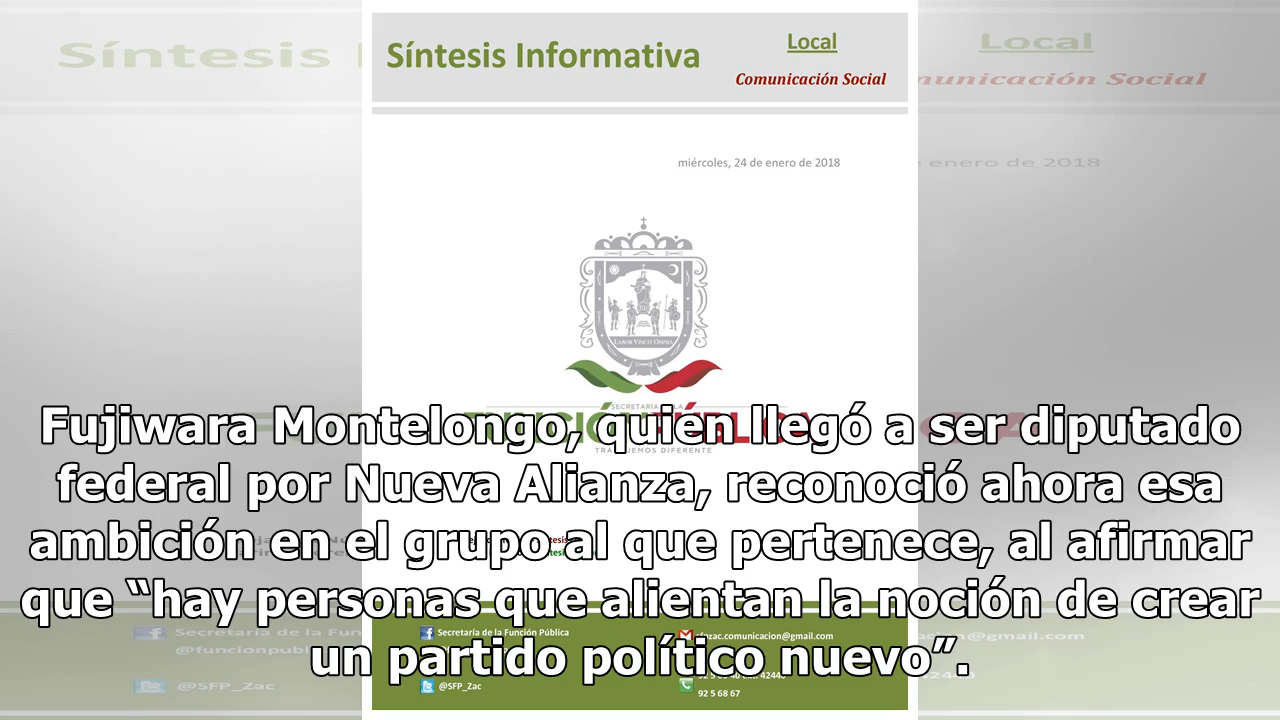 Síntesis Informativa
Local
Comunicación Social
miércoles, 24 de enero de 2018
LABOR VINCIT OMNIA
Fujiwara Montelongo, quien llegó a ser diputado
federal por Nueva Alianza, reconoció ahora esa
ambición en el grupo al que pertenece, al afirmar
que “hay personas que alientan la noción de crear
un partido político nuevo”.
Secretaría de la Función Pública
@SFP_Zac
92 5 68 67